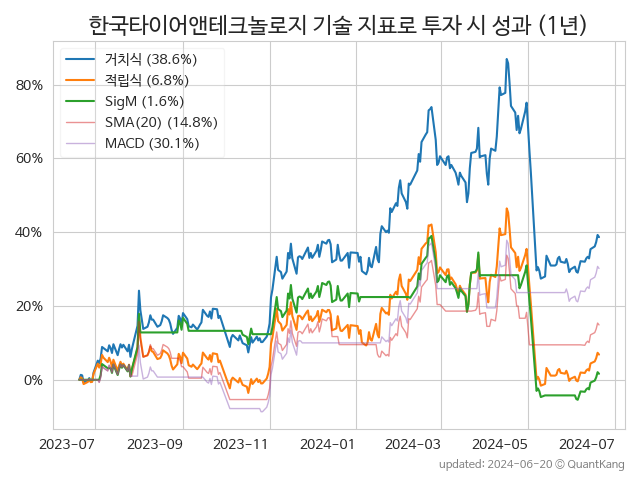 한국타이어앤테크놀로지 기술 지표로 투자 시 성과 (1년)
거치식 (38.6%)
적립식 (6.8%)
SigM (1.6%)
SMA(20) (14.8%)
MACD (30.1%)
80%
60%
40%
20%
0%
2023-07 2023-09 2023-11 2024-01 2024-03 2024-05 2024-07
updated: 2024-06-20 © QuantKang